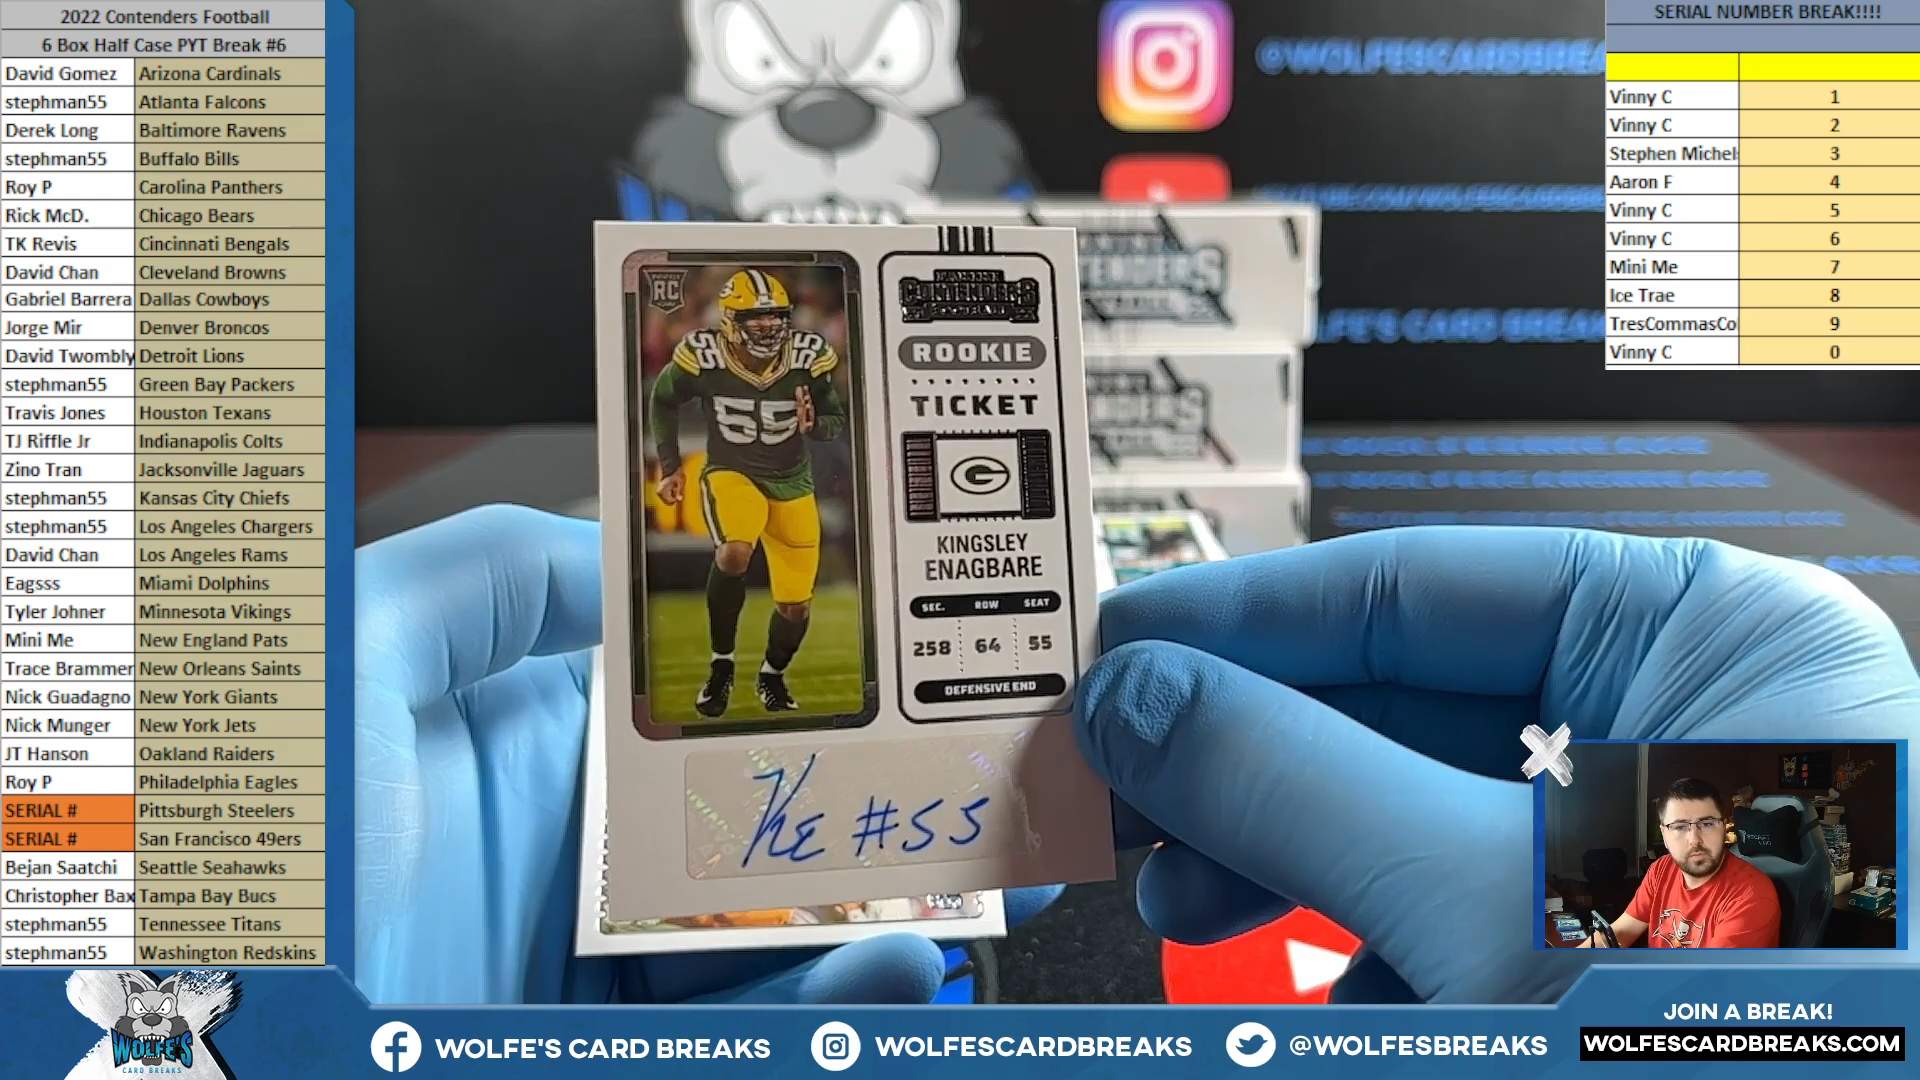 2022 Contenders Football
6 Box Half Case PYT Break #6
David Gomez Arizona Cardinals
stephman55 Atlanta Falcons
Derek Long Baltimore Ravens
stephman55 Buffalo Bills
Roy P Carolina Panthers
Rick McD. Chicago Bears
TK Revis Cincinnati Bengals
David Chan Cleveland Browns
Gabriel Barrera Dallas Cowboys
Jorge Mir Denver Broncos
David Twombly Detroit Lions
stephman55 Green Bay Packers
Travis Jones Houston Texans
TJ Riffle Jr Indianapolis Colts
Zino Tran Jacksonville Jaguars
stephman55 Kansas City Chiefs
stephman55 Los Angeles Chargers
David Chan Los Angeles Rams
Eagsss Miami Dolphins
Tyler Johner Minnesota Vikings
Mini Me New England Pats
Trace Brammer New Orleans Saints
Nick Guadagno New York Giants
Nick Munger New York Jets
JT Hanson Oakland Raiders
Roy P Philadelphia Eagles
SERIAL # Pittsburgh Steelers
SERIAL # San Francisco 49ers
Bejan Saatchi Seattle Seahawks
Christopher Bax Tampa Bay Bucs
stephman55 Tennessee Titans
stephman55 Washington Redskins
@WOLFESCARDBREA
RC
55
55
55
CONTENDERS
FOOTBALL
ROOKIE
TICKET
G
KINGSLEY
ENAGBARE
SEC. ROW SEAT
258 64 55
DEFENSIVE END
KE #55
SERIAL NUMBER BREAK!!!!
Vinny C 1
Vinny C 2
Stephen Michel 3
Aaron F 4
Vinny C 5
Vinny C 6
Mini Me 7
Ice Trae 8
TresCommasCo 9
Vinny C 0
WOLFE'S
CARD BREAKS
WOLFE'S CARD BREAKS
WOLFESCARDBREAKS
@WOLFESBREAKS
JOIN A BREAK!
WOLFESCARDBREAKS.COM